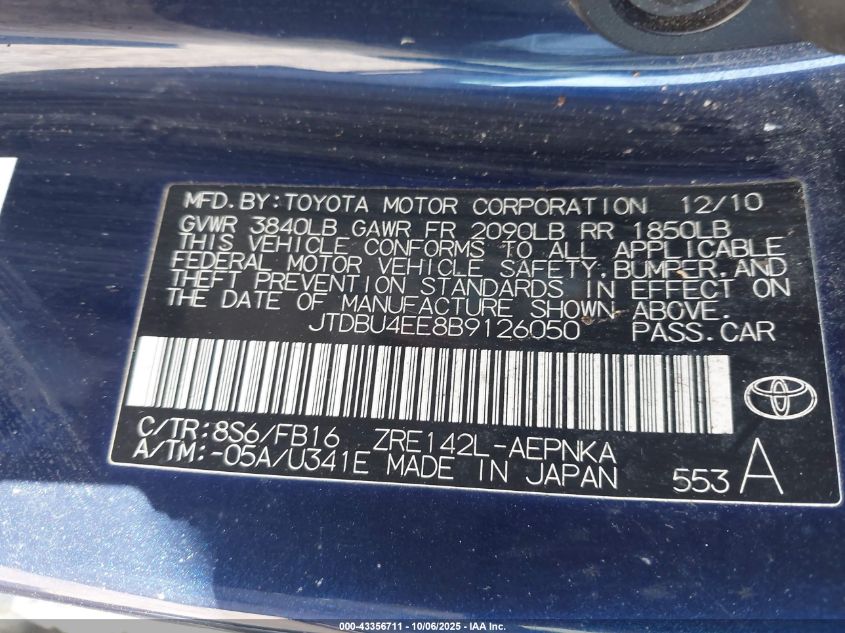 MFD. BY: TOYOTA MOTOR CORPORATION 12/10
GVWR 3840LB GAWR FR 2090LB RR 1850LB
THIS VEHICLE CONFORMS TO ALL APPLICABLE
FEDERAL MOTOR VEHICLE SAFETY, BUMPER, AND
THEFT PREVENTION STANDARDS IN EFFECT ON
THE DATE OF MANUFACTURE SHOWN ABOVE.
JTDBU4EE8B9126050 PASS. CAR
C/TR: 8S6/FB16 ZRE142L-AEPNKA
A/TM: -05A/U341E MADE IN JAPAN 553 A
000-43356711 - 10/06/2025 - IAA Inc.